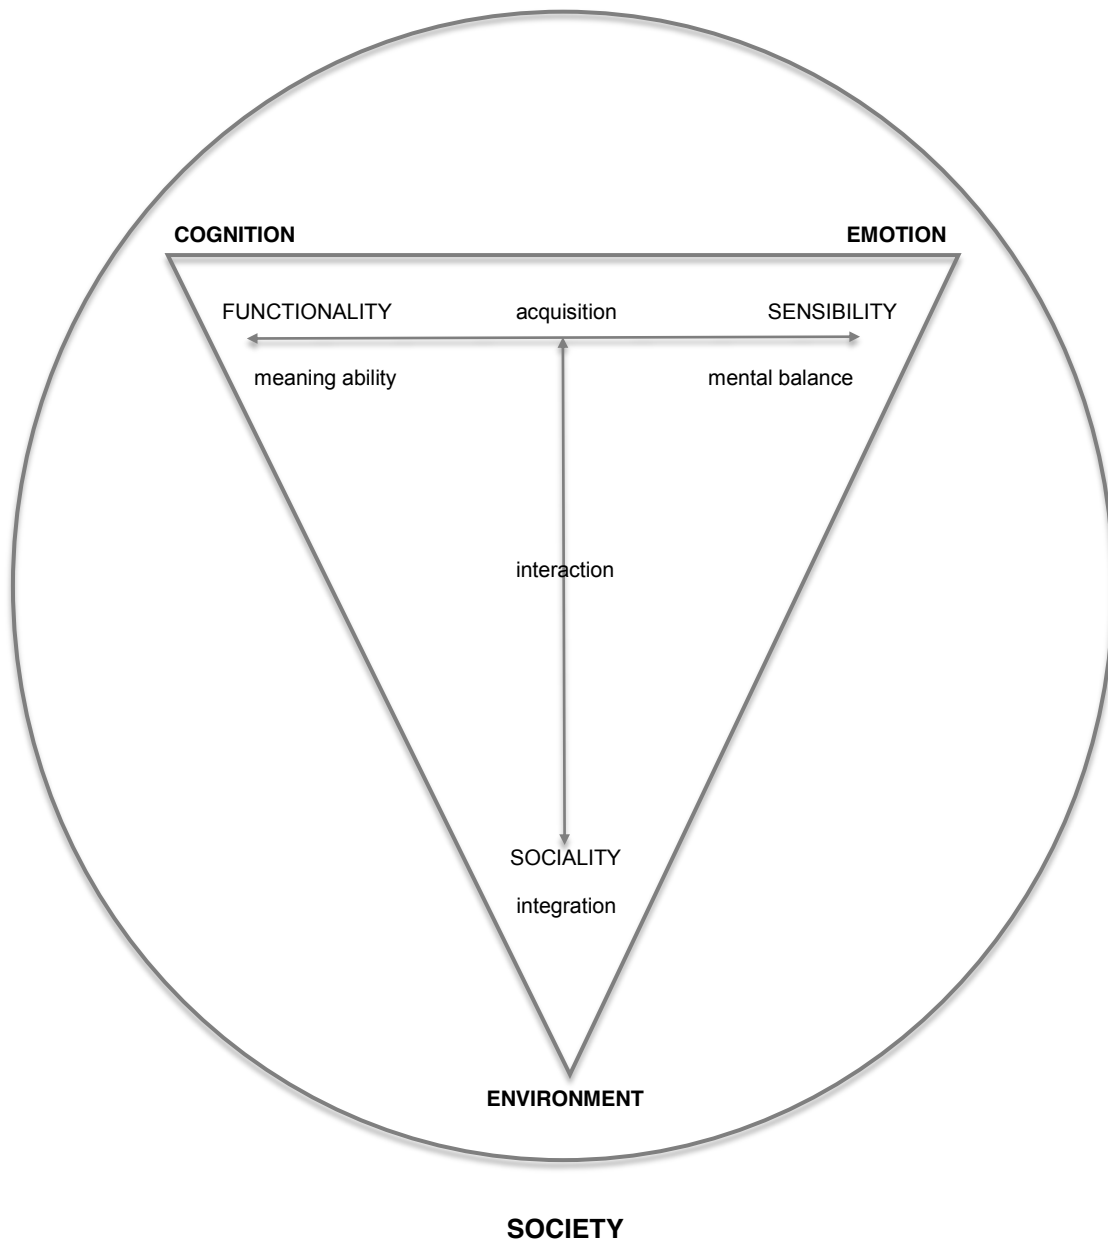 COGNITION EMOTION
FUNCTIONALITY acquisition SENSIBILITY
meaning ability mental balance
interaction
SOCIALITY
integration
ENVIRONMENT
SOCIETY